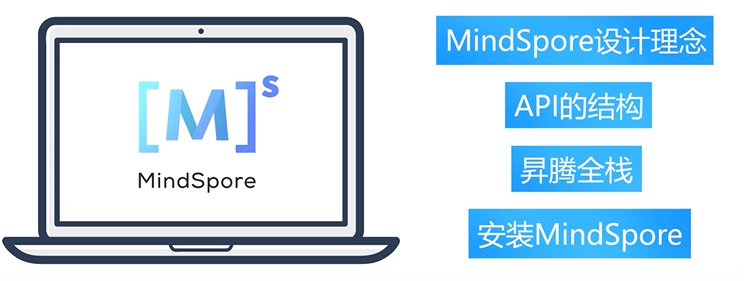 [M]s
MindSpore
MindSpore设计理念
API的结构
昇腾全栈
安装MindSpore